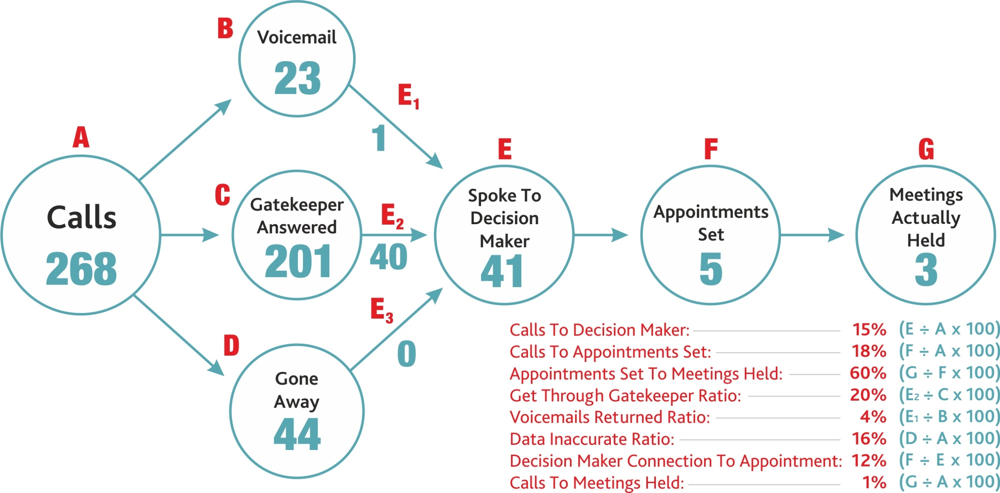 A
Calls
268
B
Voicemail
23
C
Gatekeeper
Answered
201
D
Gone
Away
44
E₁
1
E₂
40
E₃
0
E
Spoke To
Decision
Maker
41
F
Appointments
Set
5
G
Meetings
Actually
Held
3
Calls To Decision Maker: 15% (E ÷ A x 100)
Calls To Appointments Set: 18% (F ÷ A x 100)
Appointments Set To Meetings Held: 60% (G ÷ F x 100)
Get Through Gatekeeper Ratio: 20% (E₂ ÷ C x 100)
Voicemails Returned Ratio: 4% (E₁ ÷ B x 100)
Data Inaccurate Ratio: 16% (D ÷ A x 100)
Decision Maker Connection To Appointment: 12% (F ÷ E x 100)
Calls To Meetings Held: 1% (G ÷ A x 100)